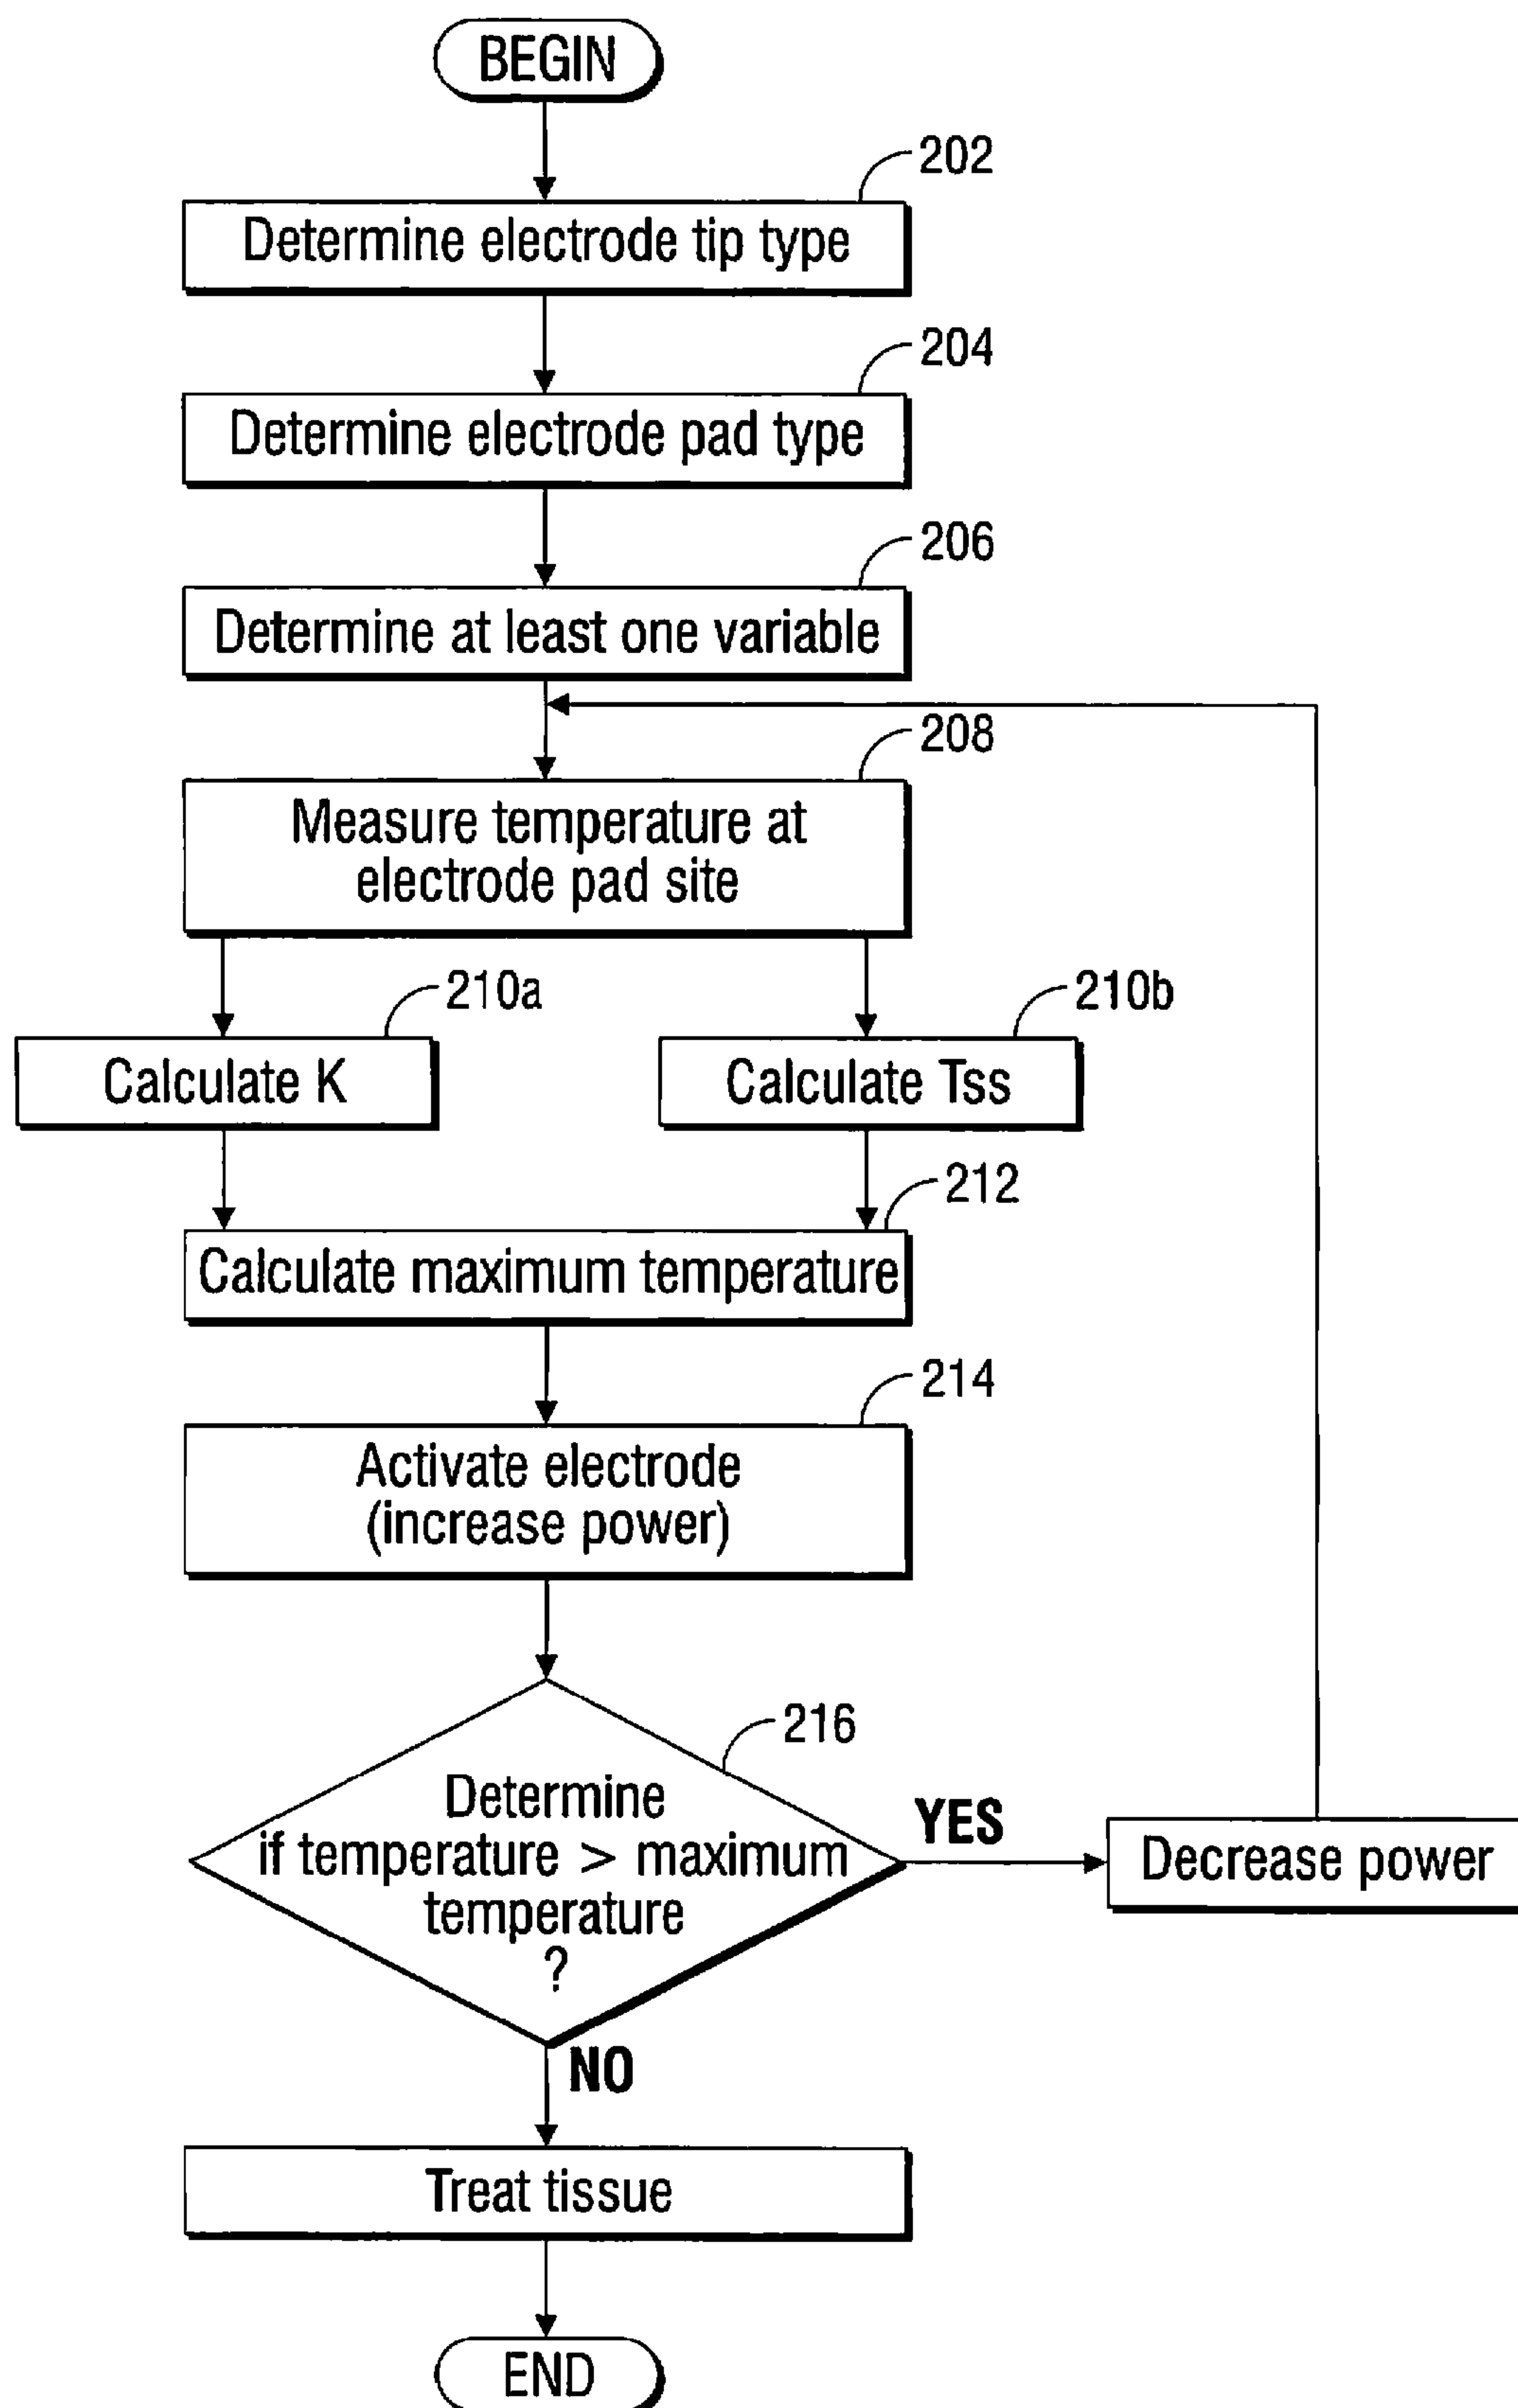 BEGIN
202
Determine electrode tip type
204
Determine electrode pad type
206
Determine at least one variable
208
Measure temperature at
electrode pad site
210a
210b
Calculate K
Calculate Tss
212
Calculate maximum temperature
214
Activate electrode
(increase power)
216
Determine
if temperature > maximum
temperature
?
YES
Decrease power
NO
Treat tissue
END